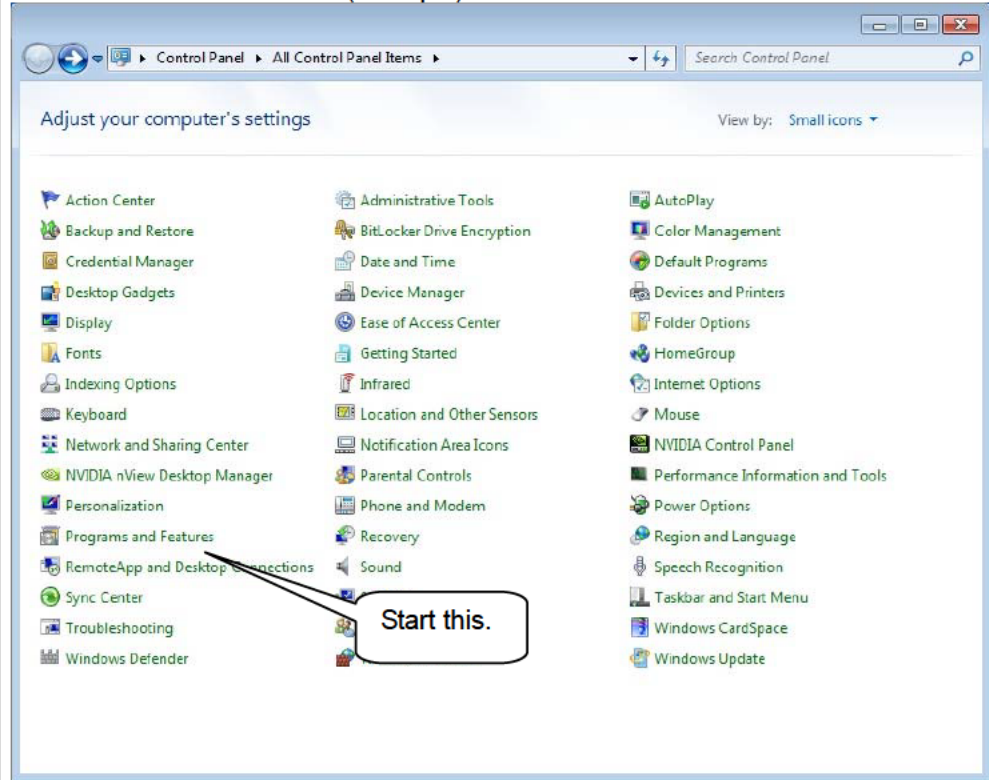 Control Panel ▸ All Control Panel Items ▸
Search Control Panel
Adjust your computer's settings
View by: Small icons
Action Center
Backup and Restore
Credential Manager
Desktop Gadgets
Display
Fonts
Indexing Options
Keyboard
Network and Sharing Center
NVIDIA nView Desktop Manager
Personalization
Programs and Features
RemoteApp and Desktop Connections
Sync Center
Troubleshooting
Windows Defender
Administrative Tools
BitLocker Drive Encryption
Date and Time
Device Manager
Ease of Access Center
Getting Started
Infrared
Location and Other Sensors
Notification Area Icons
Parental Controls
Phone and Modem
Recovery
Sound
Start this.
AutoPlay
Color Management
Default Programs
Devices and Printers
Folder Options
HomeGroup
Internet Options
Mouse
NVIDIA Control Panel
Performance Information and Tools
Power Options
Region and Language
Speech Recognition
Taskbar and Start Menu
Windows CardSpace
Windows Update